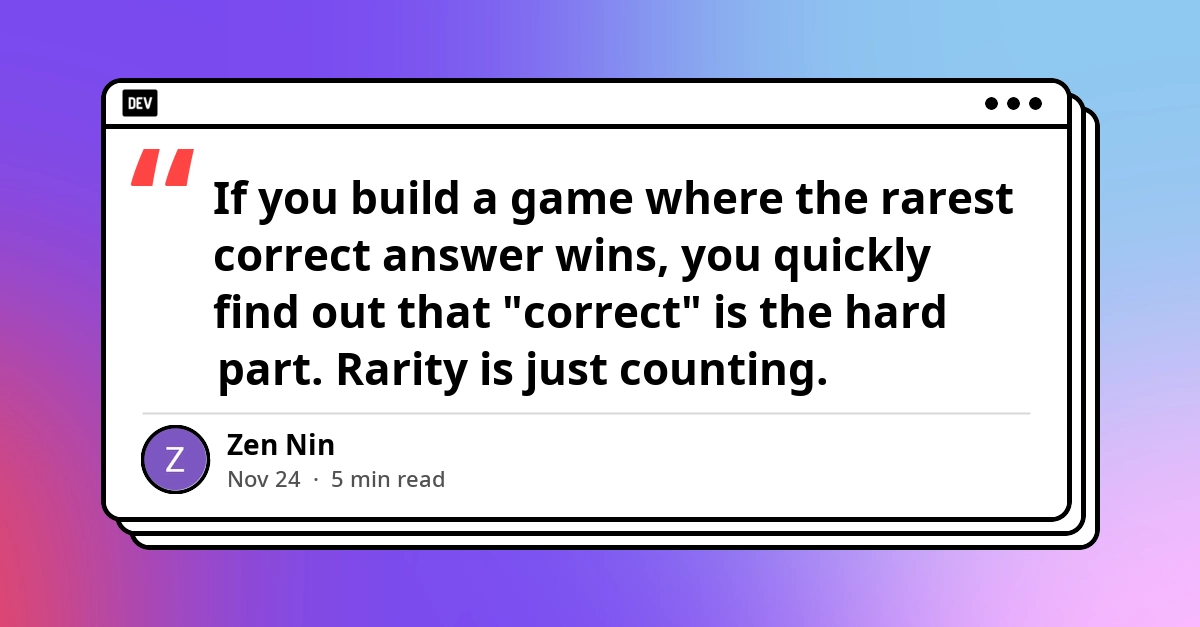 DEV
“ If you build a game where the rarest
correct answer wins, you quickly
find out that "correct" is the hard
part. Rarity is just counting.
Z
Zen Nin
Nov 24 · 5 min read